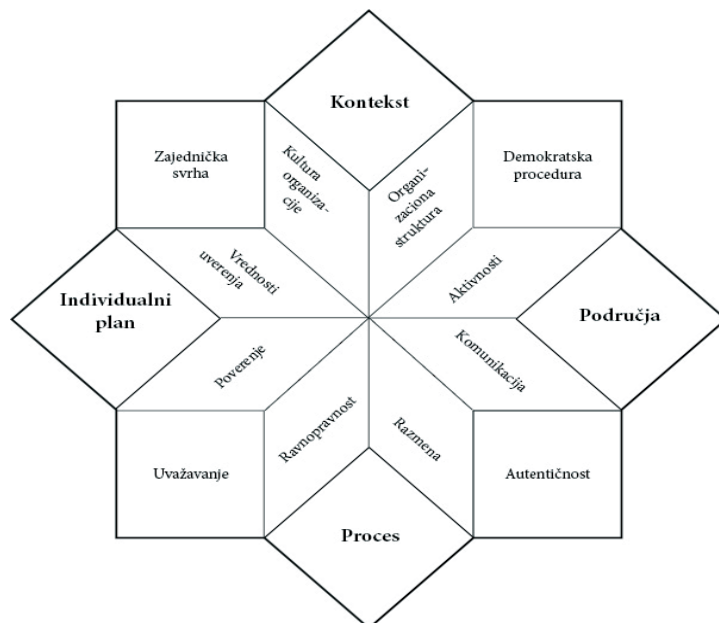 Kontekst
Zajednička
svrha
Kultura
organiza-
cije
Organi-
zaciona
struktura
Demokratska
procedura
Vrednosti
uverenja
Aktivnosti
Individualni
plan
Područja
Poverenje
Komunikacija
Uvažavanje
Ravnopravnost
Razmena
Autentičnost
Proces